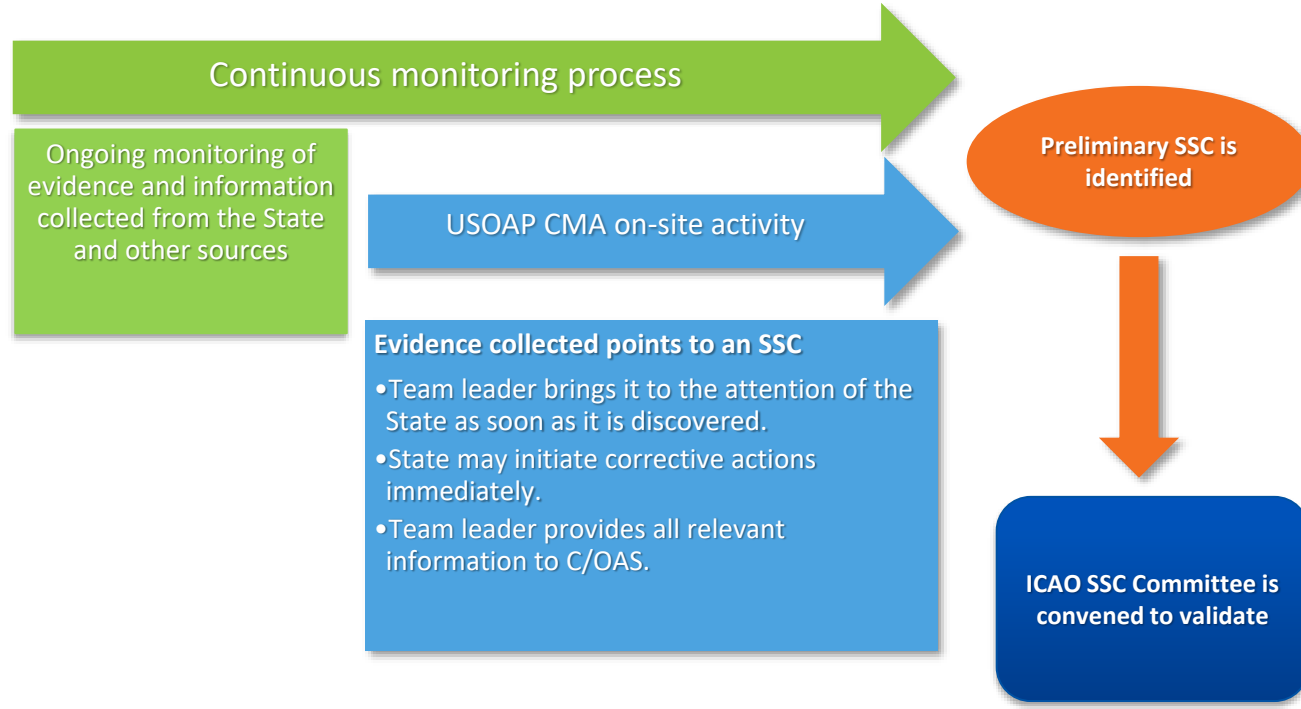 Continuous monitoring process
Ongoing monitoring of
evidence and information
collected from the State
and other sources
USOAP CMA on-site activity
Evidence collected points to an SSC
•Team leader brings it to the attention of the
State as soon as it is discovered.
•State may initiate corrective actions
immediately.
•Team leader provides all relevant
information to C/OAS.
Preliminary SSC is
identified
ICAO SSC Committee is
convened to validate